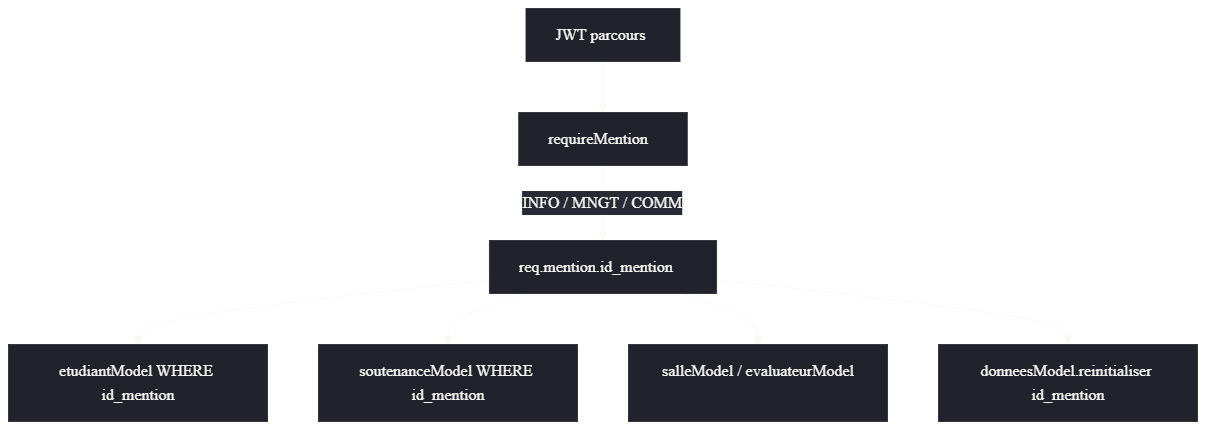 JWT parcours
requireMention
INFO / MNGT / COMM
req.mention.id_mention
etudiantModel WHERE
id_mention
soutenanceModel WHERE
id_mention
salleModel / evaluateurModel
donneesModel.reinitialiser
id_mention